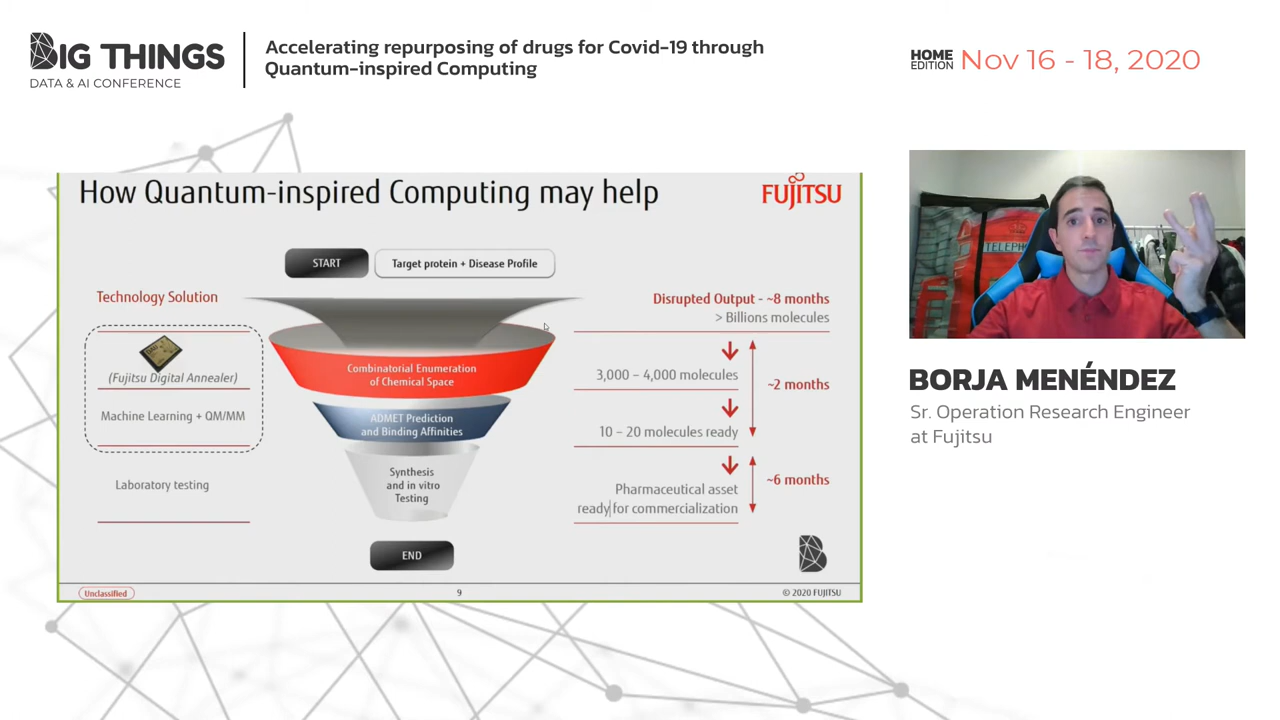 BIG THINGS
DATA & AI CONFERENCE
Accelerating repurposing of drugs for Covid-19 through
Quantum-inspired Computing
HOME
EDITION
Nov 16 - 18, 2020
How Quantum-inspired Computing may help
FUJITSU
START
Target protein + Disease Profile
Technology Solution
(Fujitsu Digital Annealer)
Machine Learning + QM/MM
Laboratory testing
Combinatorial Enumeration
of Chemical Space
ADMET Prediction
and Binding Affinities
Synthesis
and in vitro
Testing
END
Disrupted Output - ~8 months
> Billions molecules
3,000 – 4,000 molecules
~2 months
10 – 20 molecules ready
~6 months
Pharmaceutical asset
ready for commercialization
B
Unclassified
9
© 2020 FUJITSU
TELEPH
BORJA MENÉNDEZ
Sr. Operation Research Engineer
at Fujitsu